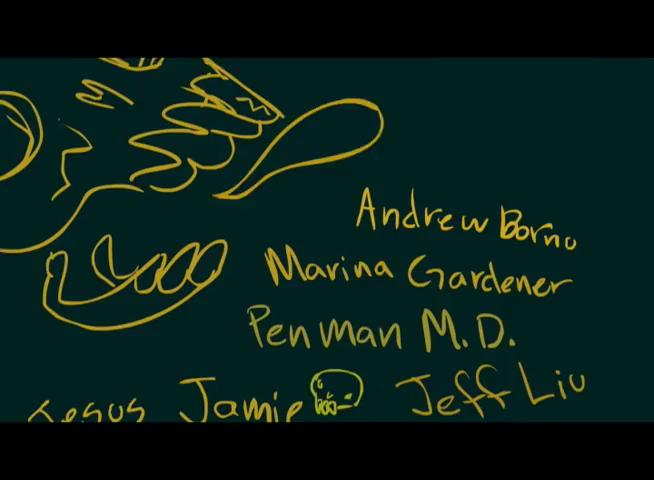 Andrew Borno
Marina Gardener
Penman M.D.
Jesus Jamie Jeff Liu